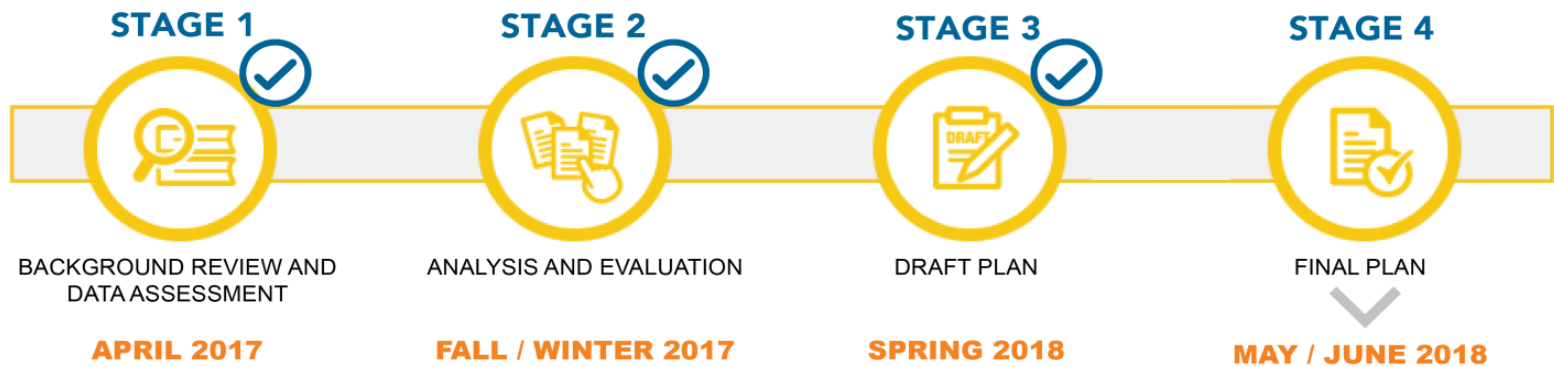 STAGE 1
STAGE 2
STAGE 3
STAGE 4
DRAFT
BACKGROUND REVIEW AND
DATA ASSESSMENT
ANALYSIS AND EVALUATION
DRAFT PLAN
FINAL PLAN
APRIL 2017
FALL / WINTER 2017
SPRING 2018
MAY / JUNE 2018